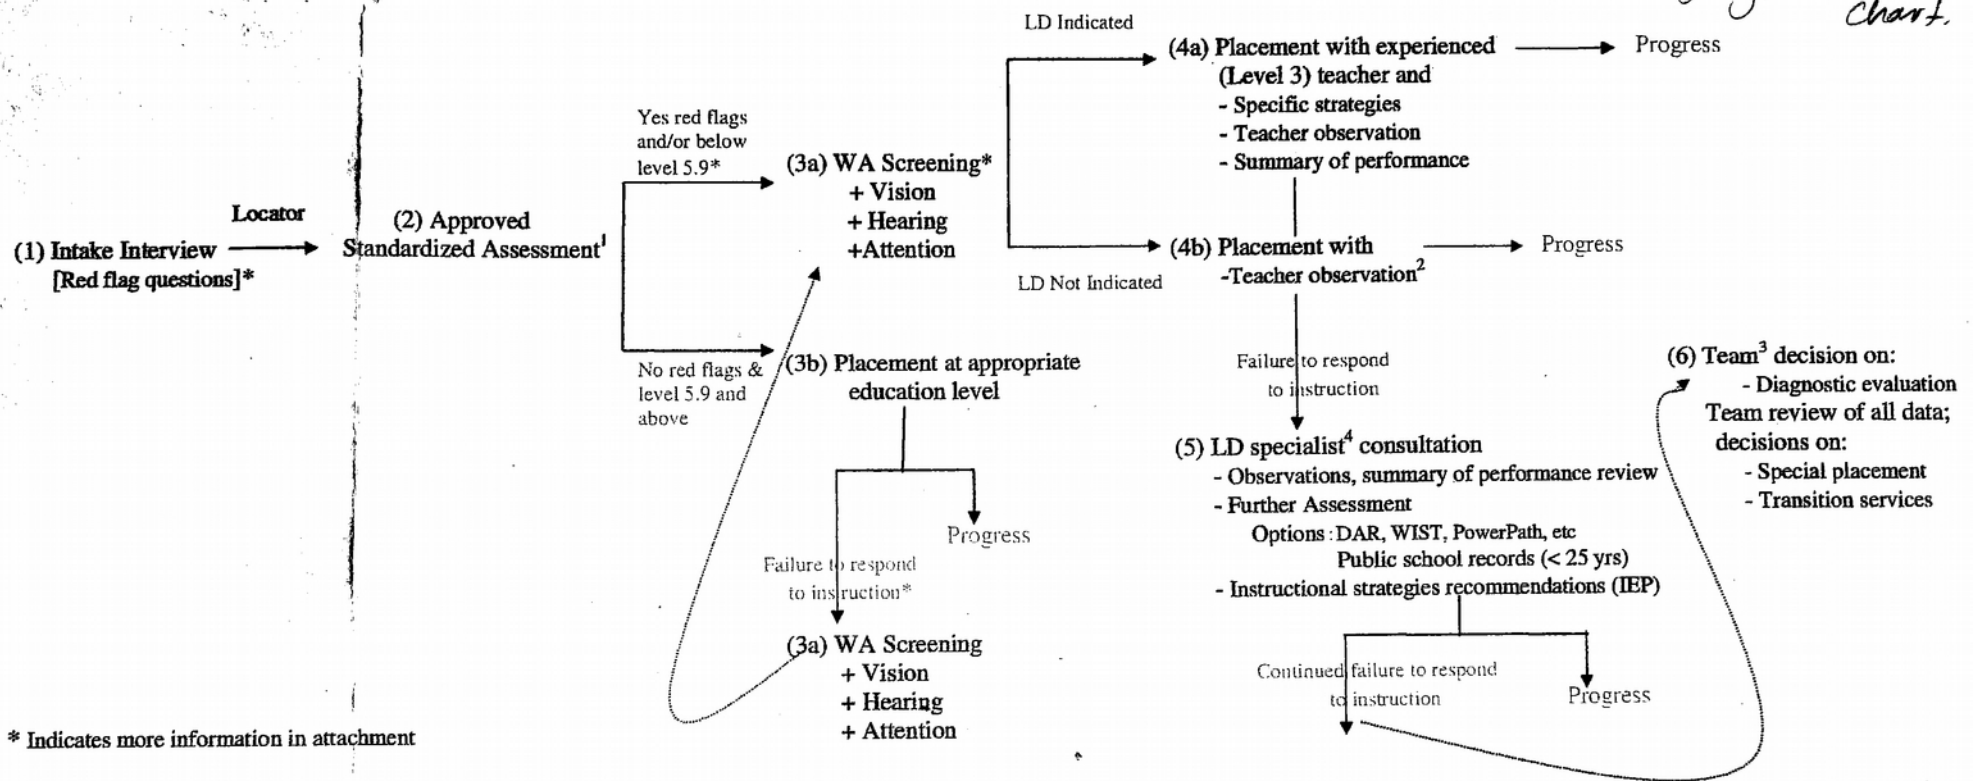 chart.
LD Indicated
(4a) Placement with experienced
(Level 3) teacher and
- Specific strategies
- Teacher observation
- Summary of performance
Progress
Yes red flags
and/or below
level 5.9*
(3a) WA Screening*
+ Vision
+ Hearing
+Attention
Locator
(1) Intake Interview
[Red flag questions]*
(2) Approved
Standardized Assessment¹
(4b) Placement with
-Teacher observation²
Progress
LD Not Indicated
No red flags &
level 5.9 and
above
(3b) Placement at appropriate
education level
Progress
Failure to respond
to instruction*
(3a) WA Screening
+ Vision
+ Hearing
+ Attention
Failure to respond
to instruction
(5) LD specialist⁴ consultation
- Observations, summary of performance review
- Further Assessment
Options : DAR, WIST, PowerPath, etc
Public school records (< 25 yrs)
- Instructional strategies recommendations (IEP)
Continued failure to respond
to instruction
Progress
(6) Team³ decision on:
- Diagnostic evaluation
Team review of all data;
decisions on:
- Special placement
- Transition services
* Indicates more information in attachment